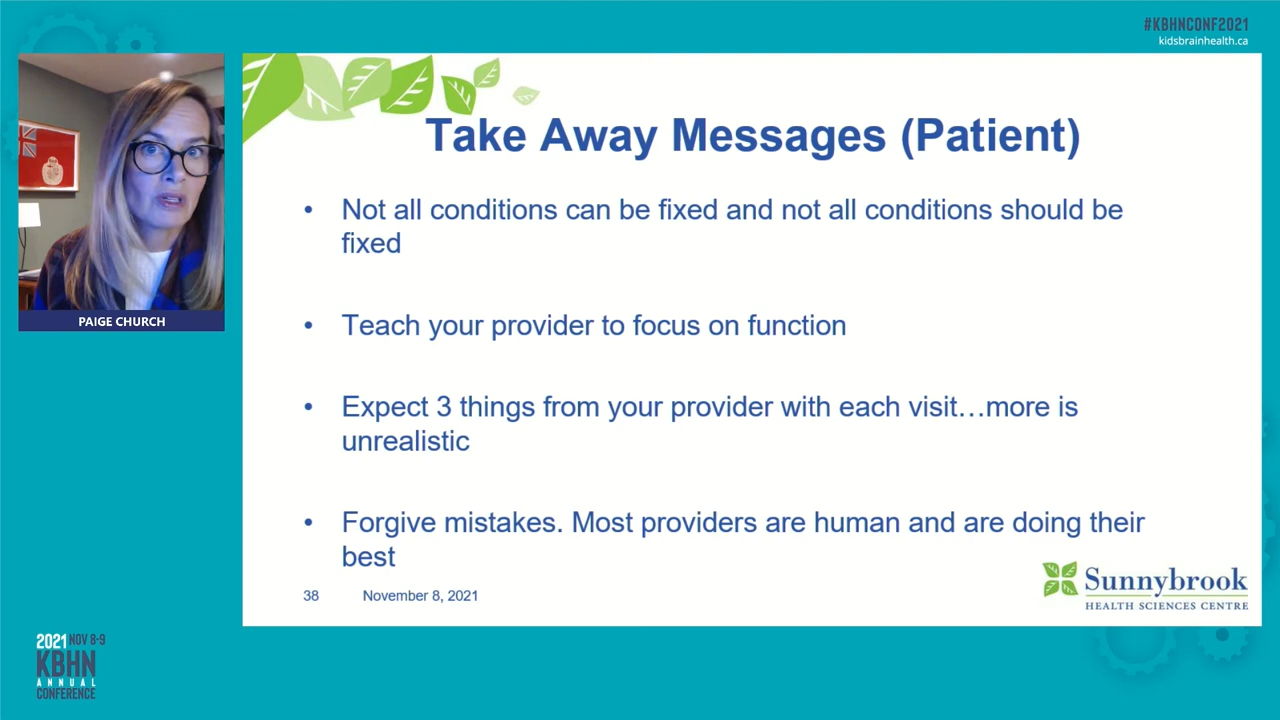 #KBHNCONF2021
kidsbrainhealth.ca
PAIGE CHURCH
Take Away Messages (Patient)
• Not all conditions can be fixed and not all conditions should be
fixed
• Teach your provider to focus on function
• Expect 3 things from your provider with each visit…more is
unrealistic
• Forgive mistakes. Most providers are human and are doing their
best
38 November 8, 2021
Sunnybrook
HEALTH SCIENCES CENTRE
2021 NOV 8-9
KBHN
ANNUAL
CONFERENCE